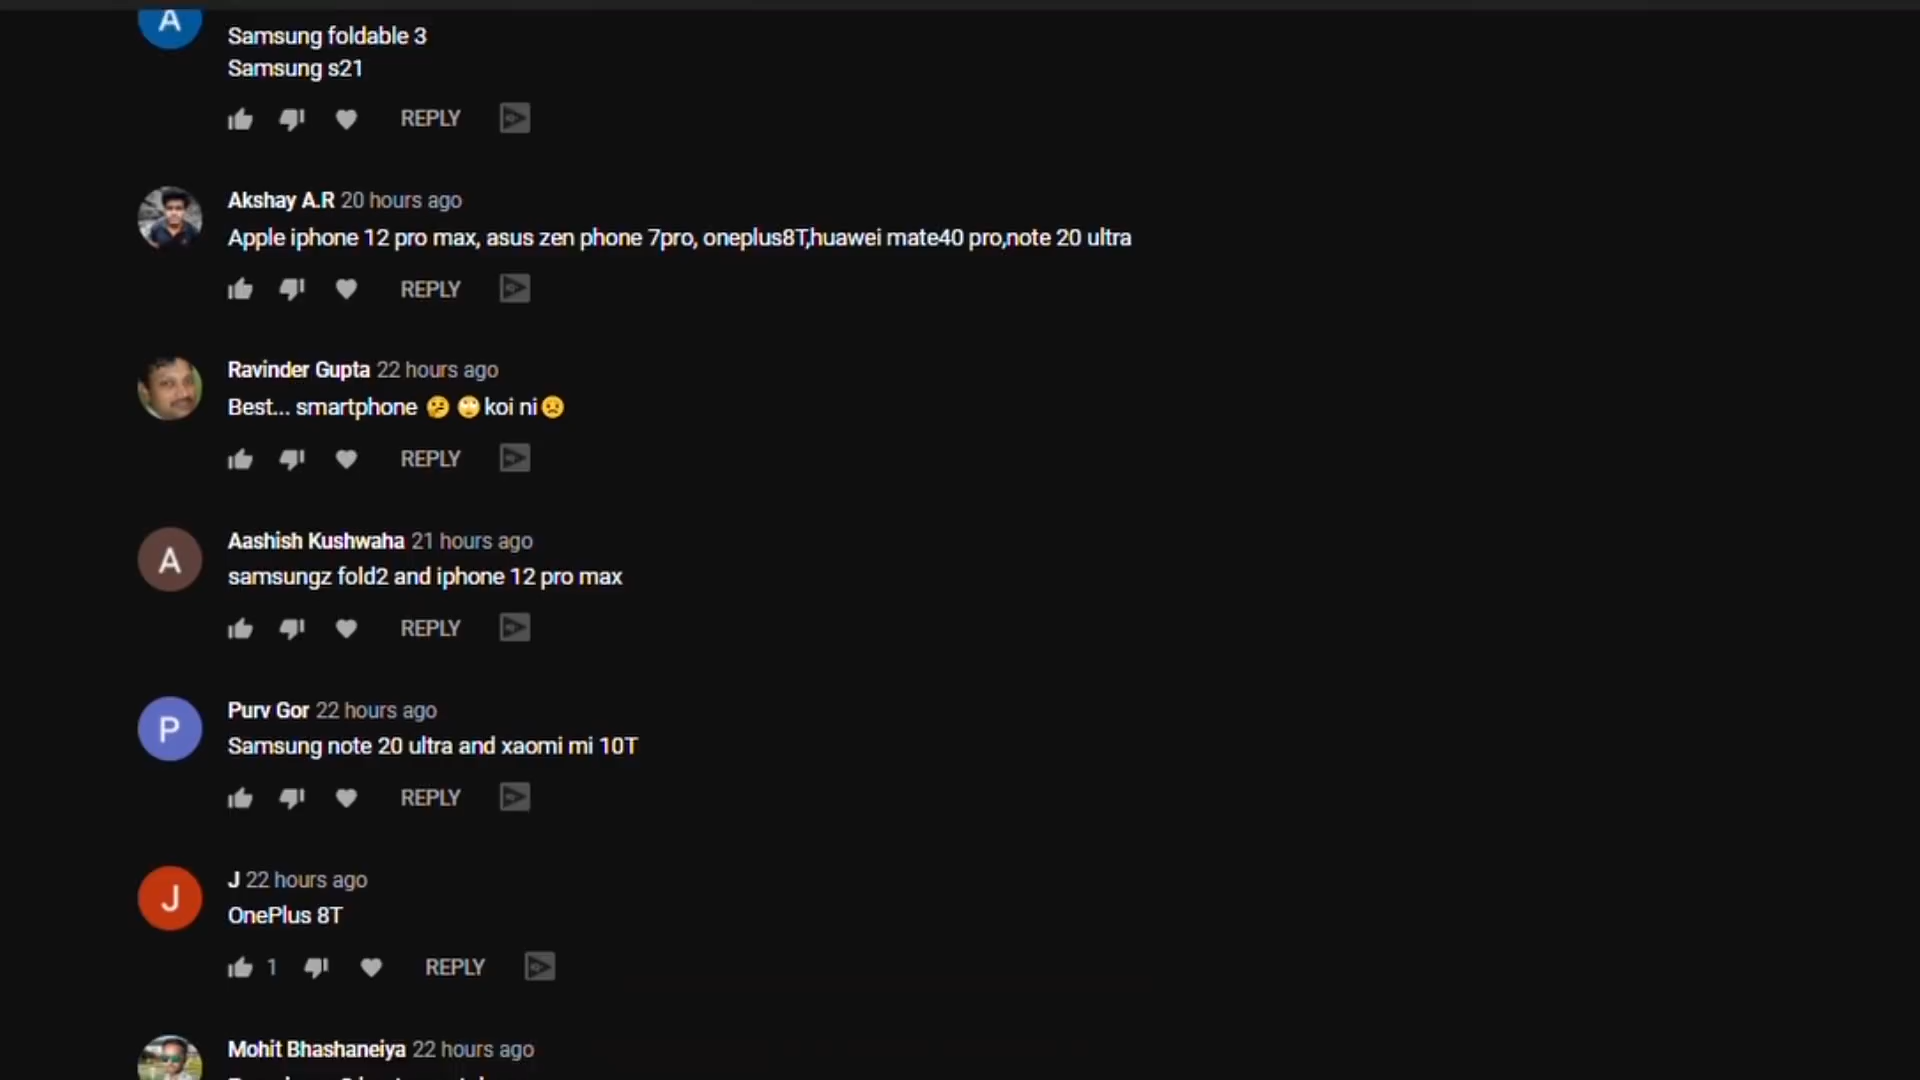 A
Samsung foldable 3
Samsung s21
REPLY
Akshay A.R 20 hours ago
Apple iphone 12 pro max, asus zen phone 7pro, oneplus8T,huawei mate40 pro,note 20 ultra
REPLY
Ravinder Gupta 22 hours ago
Best... smartphone 🤔 🙄 koi ni☹️
REPLY
A
Aashish Kushwaha 21 hours ago
samsungz fold2 and iphone 12 pro max
REPLY
P
Purv Gor 22 hours ago
Samsung note 20 ultra and xaomi mi 10T
REPLY
J
J 22 hours ago
OnePlus 8T
1 REPLY
Mohit Bhashaneiya 22 hours ago